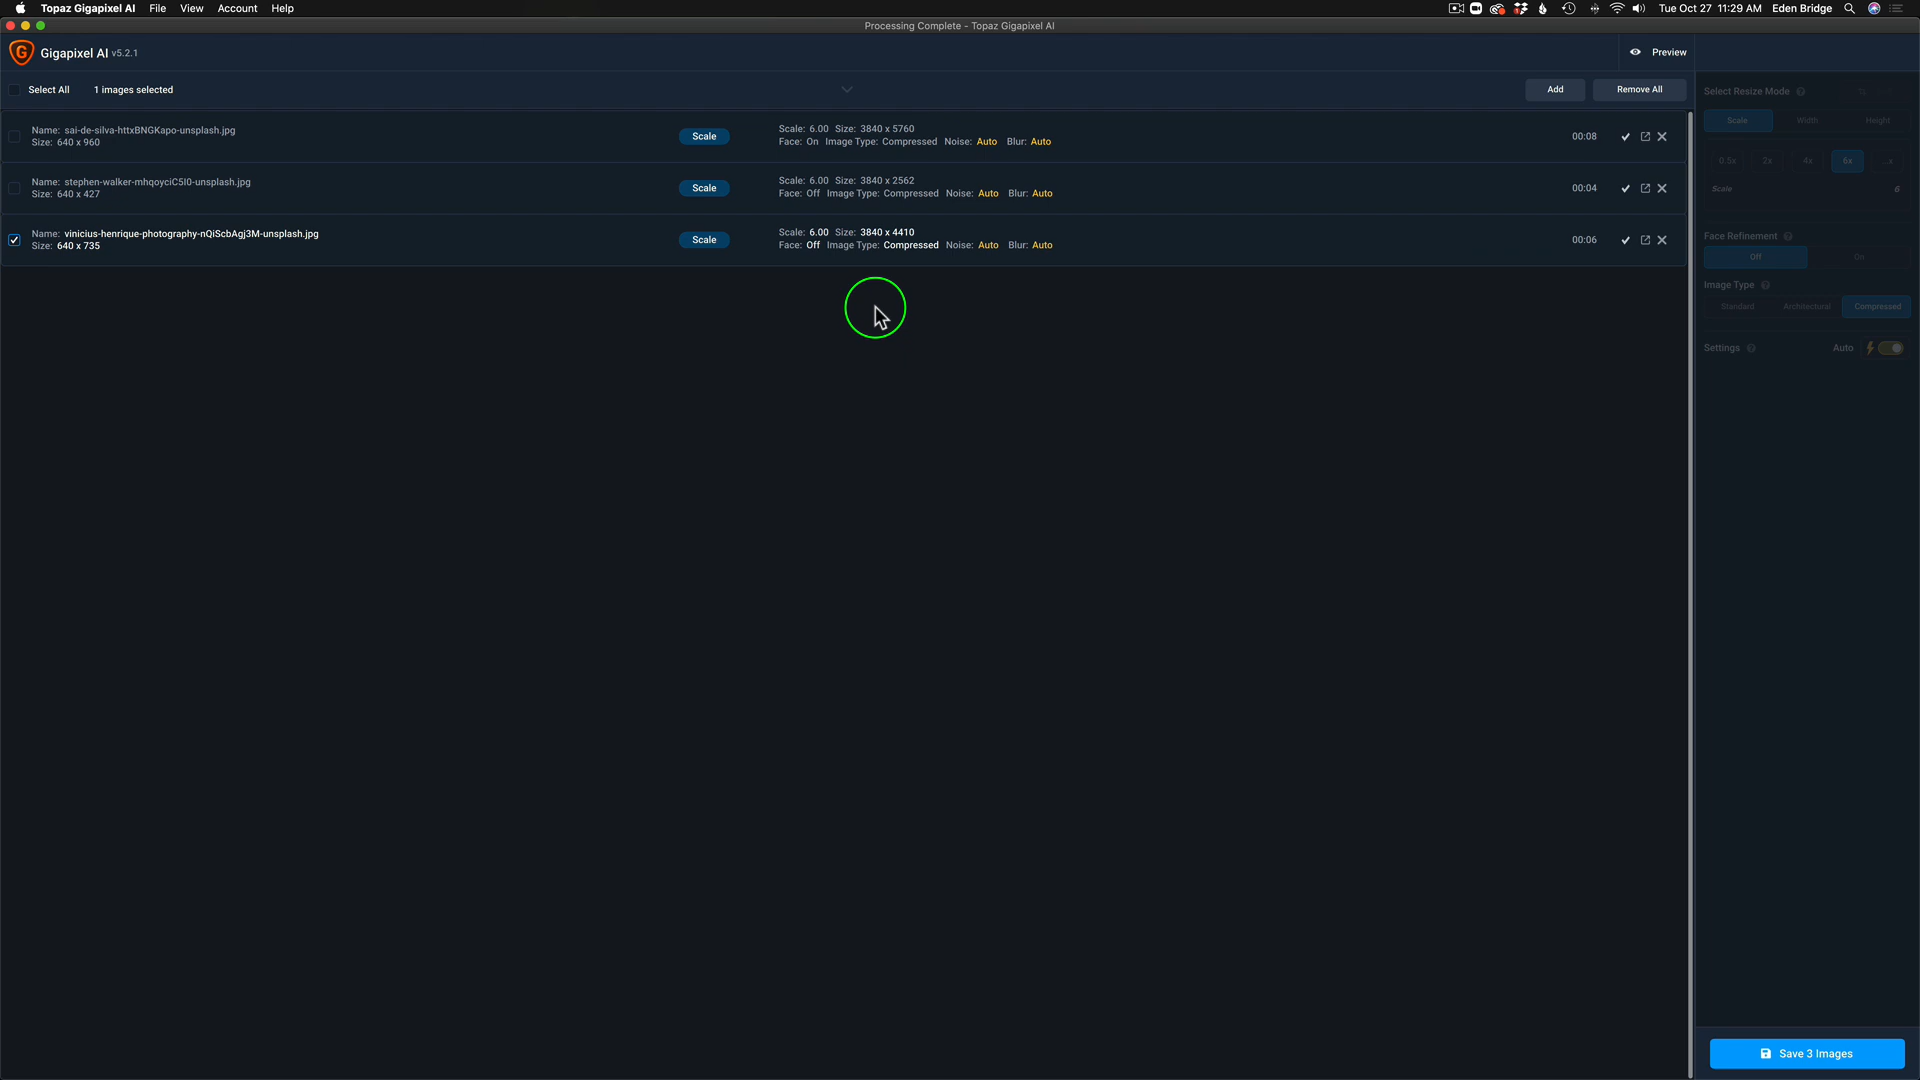 Topaz Gigapixel AI File View Account Help Tue Oct 27 11:29 AM Eden Bridge
Processing Complete - Topaz Gigapixel AI
G Gigapixel AI v5.2.1 Preview
Select All 1 images selected Add Remove All
Name: sai-de-silva-httxBNGKapo-unsplash.jpg
Size: 640 x 960
Scale
Scale: 6.00 Size: 3840 x 5760
Face: On Image Type: Compressed Noise: Auto Blur: Auto
00:08
Name: stephen-walker-mhqoyciC5I0-unsplash.jpg
Size: 640 x 427
Scale
Scale: 6.00 Size: 3840 x 2562
Face: Off Image Type: Compressed Noise: Auto Blur: Auto
00:04
Name: vinicius-henrique-photography-nQiScbAgj3M-unsplash.jpg
Size: 640 x 735
Scale
Scale: 6.00 Size: 3840 x 4410
Face: Off Image Type: Compressed Noise: Auto Blur: Auto
00:06
Select Resize Mode
Scale Width Height
0.5x 2x 4x 6x
Scale 6
Face Refinement
Off On
Image Type
Standard Architectural Compressed
Settings Auto
Save 3 Images